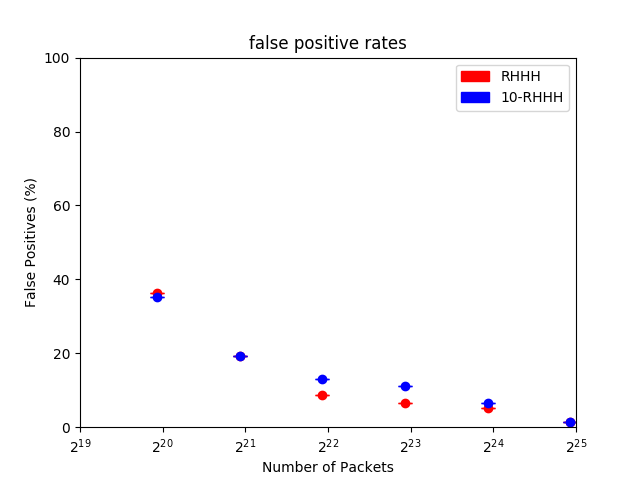 false positive rates
100
80
60
40
20
0
False Positives (%)
RHHH
10-RHHH
2^19 2^20 2^21 2^22 2^23 2^24 2^25
Number of Packets